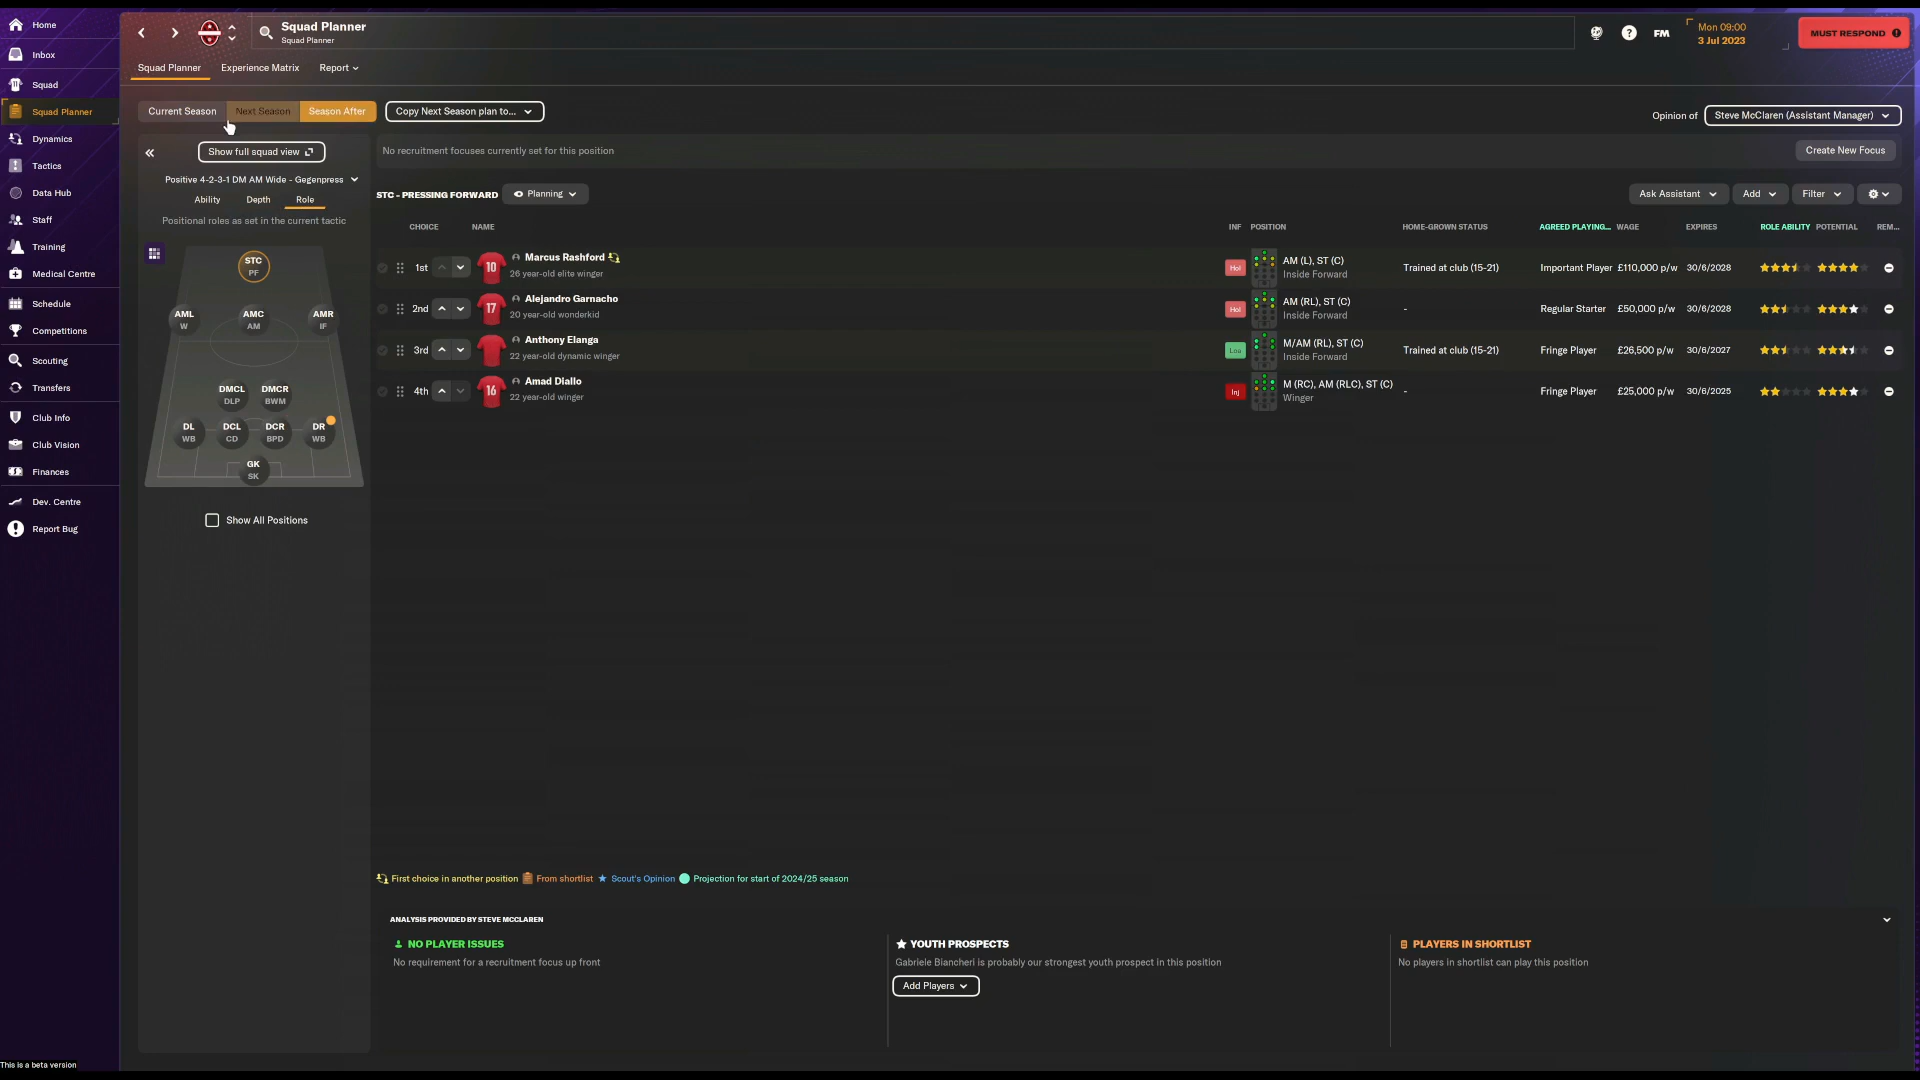 Home
Inbox
Squad
Squad Planner
Dynamics
Tactics
Data Hub
Staff
Training
Medical Centre
Schedule
Competitions
Scouting
Transfers
Club Info
Club Vision
Finances
Dev. Centre
Report Bug
This is a beta version
Squad Planner
Squad Planner
FM
Mon 09:00
3 Jul 2023
MUST RESPOND
Squad Planner Experience Matrix Report
Current Season Next Season Season After Copy Next Season plan to...
Opinion of Steve McClaren (Assistant Manager)
Show full squad view
Positive 4-2-3-1 DM AM Wide - Gegenpress
Ability Depth Role
Positional roles as set in the current tactic
STC
PF
AML AMC AMR
W AM IF
DMCL DMCR
DLP BWM
DL DCL DCR DR
WB CD BPD WB
GK
SK
Show All Positions
No recruitment focuses currently set for this position
Create New Focus
STC - PRESSING FORWARD Planning
Ask Assistant Add Filter
CHOICE NAME INF POSITION HOME-GROWN STATUS AGREED PLAYING... WAGE EXPIRES ROLE ABILITY POTENTIAL REM...
1st 10 Marcus Rashford Hol AM (L), ST (C) Trained at club (15-21) Important Player £110,000 p/w 30/6/2028
26 year-old elite winger Inside Forward
2nd 17 Alejandro Garnacho Hol AM (RL), ST (C) - Regular Starter £50,000 p/w 30/6/2028
20 year-old wonderkid Inside Forward
3rd Anthony Elanga Loa M/AM (RL), ST (C) Trained at club (15-21) Fringe Player £26,500 p/w 30/6/2027
22 year-old dynamic winger Inside Forward
4th 16 Amad Diallo Inj M (RC), AM (RLC), ST (C) - Fringe Player £25,000 p/w 30/6/2025
22 year-old winger Winger
First choice in another position From shortlist Scout's Opinion Projection for start of 2024/25 season
ANALYSIS PROVIDED BY STEVE MCCLAREN
NO PLAYER ISSUES
No requirement for a recruitment focus up front
YOUTH PROSPECTS
Gabriele Biancheri is probably our strongest youth prospect in this position
Add Players
PLAYERS IN SHORTLIST
No players in shortlist can play this position